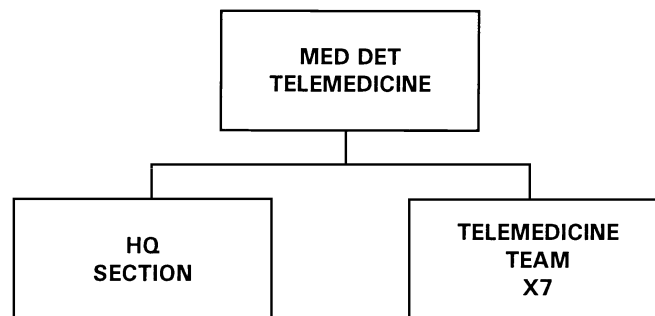 MED DET
TELEMEDICINE
HQ
SECTION
TELEMEDICINE
TEAM
X7